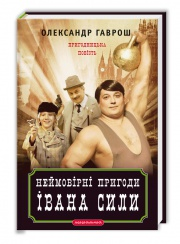 ОЛЕКСАНДР ГАВРОШ
ПРИГОДНИЦЬКА
ПОВІСТЬ
НЕЙМОВІРНІ ПРИГОДИ
ІВАНА СИЛИ